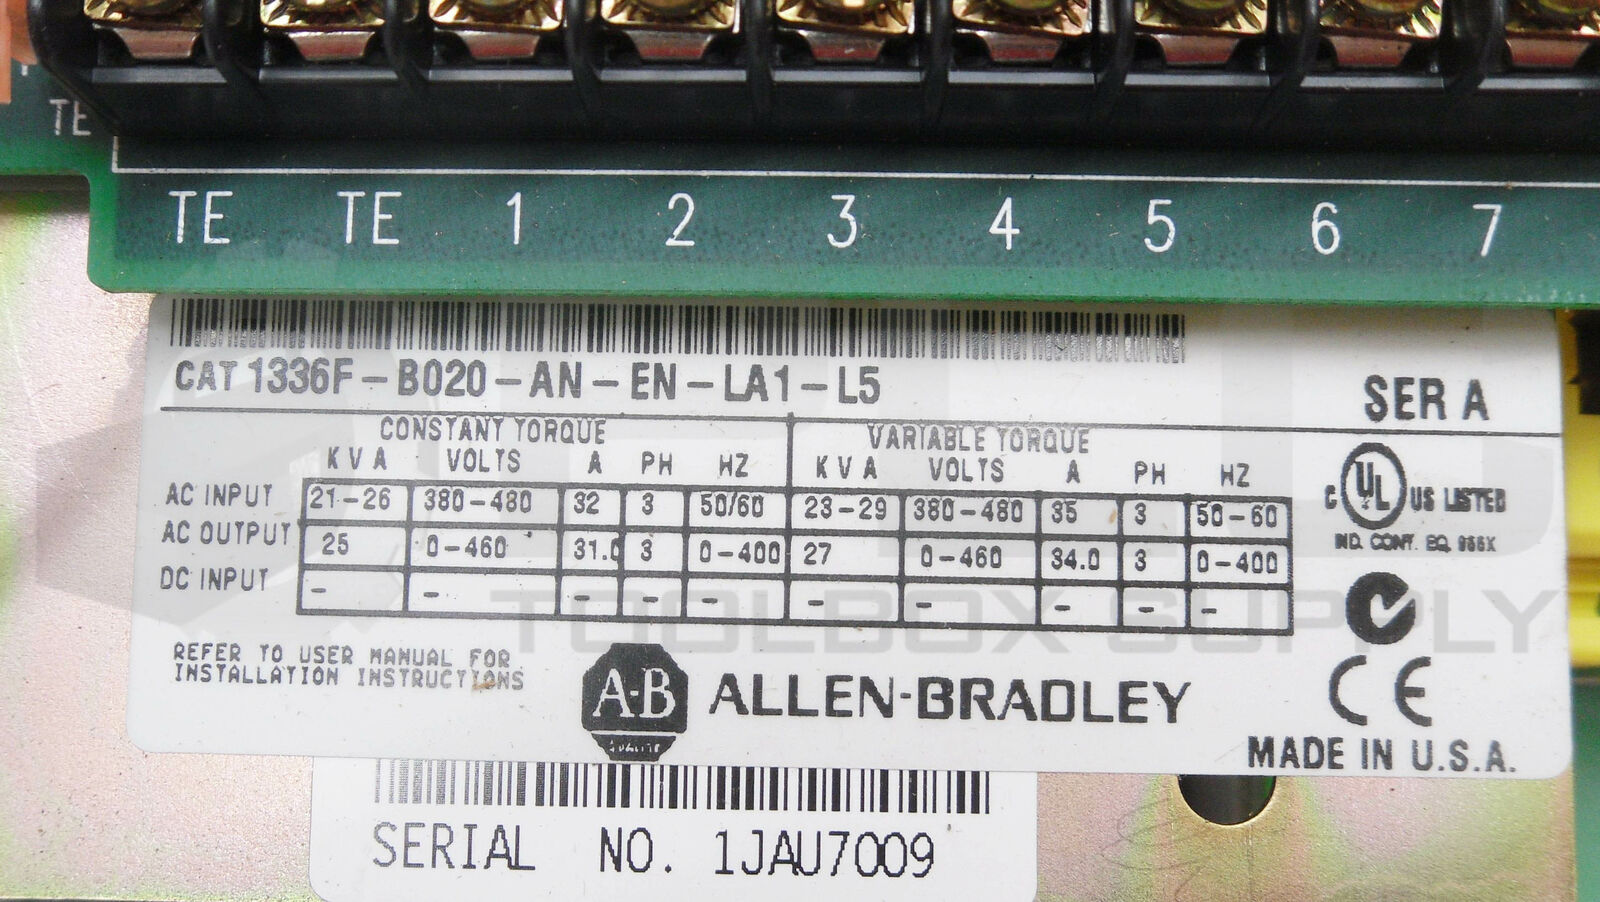 TE
TE TE 1 2 3 4 5 6 7
CAT 1336F-B020-AN-EN-LA1-L5
SER A
CONSTANT TORQUE VARIABLE TORQUE
KVA VOLTS A PH HZ KVA VOLTS A PH HZ
AC INPUT 21-26 380-480 32 3 50/60 23-29 380-480 35 3 50-60
AC OUTPUT 25 0-460 31.0 3 0-400 27 0-460 34.0 3 0-400
DC INPUT - - - - - - - - - -
C UL US LISTED
IND. CONT. EQ. 966X
REFER TO USER MANUAL FOR
INSTALLATION INSTRUCTIONS
A-B
QUALITY
ALLEN-BRADLEY
CE
MADE IN U.S.A.
TOOLBOX SUPPLY
SERIAL NO. 1JAU7009